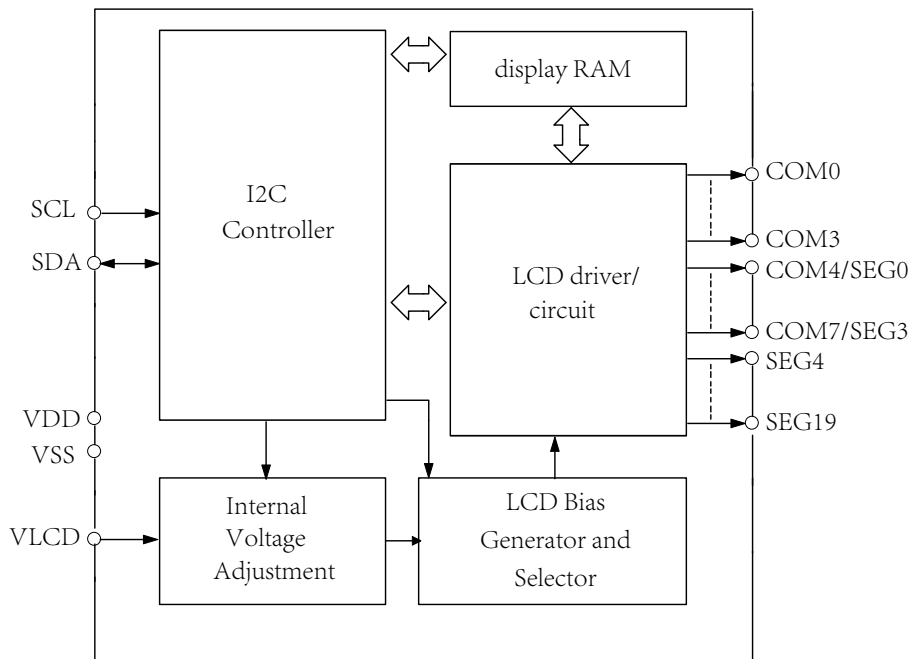 display RAM
I2C
Controller
SCL
SDA
LCD driver/
circuit
COM0
COM3
COM4/SEG0
COM7/SEG3
SEG4
SEG19
VDD
VSS
VLCD
Internal
Voltage
Adjustment
LCD Bias
Generator and
Selector